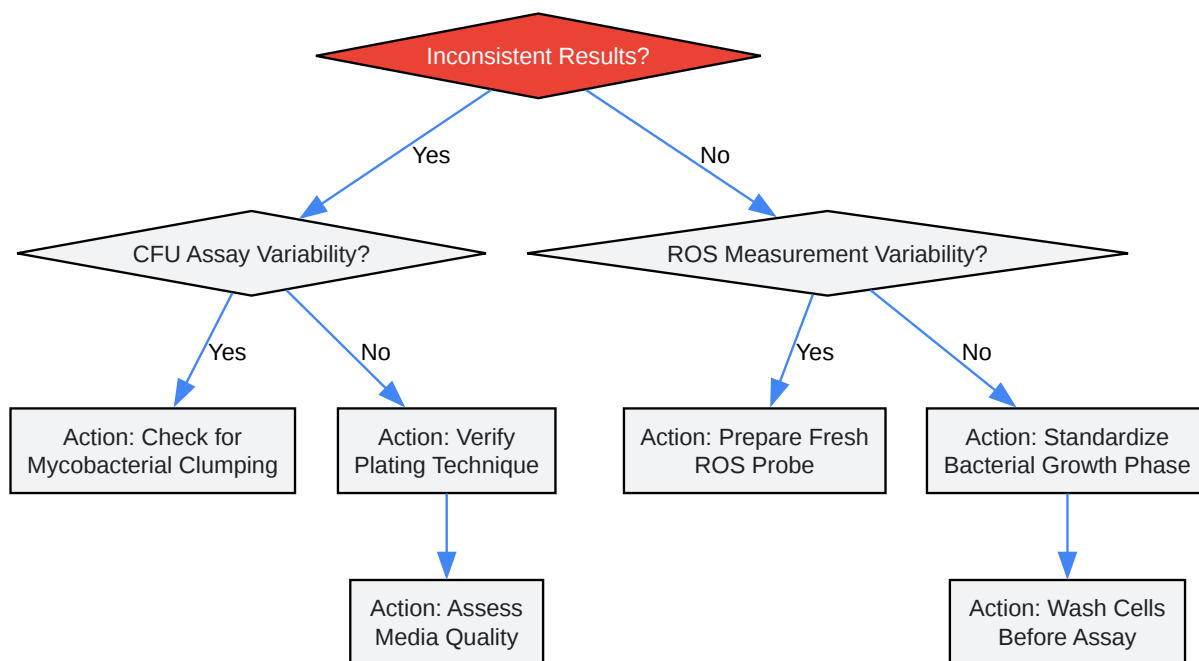 Inconsistent Results?
Yes
No
CFU Assay Variability?
ROS Measurement Variability?
Yes
No
Yes
No
Action: Check for
Mycobacterial Clumping
Action: Verify
Plating Technique
Action: Prepare Fresh
ROS Probe
Action: Standardize
Bacterial Growth Phase
Action: Assess
Media Quality
Action: Wash Cells
Before Assay